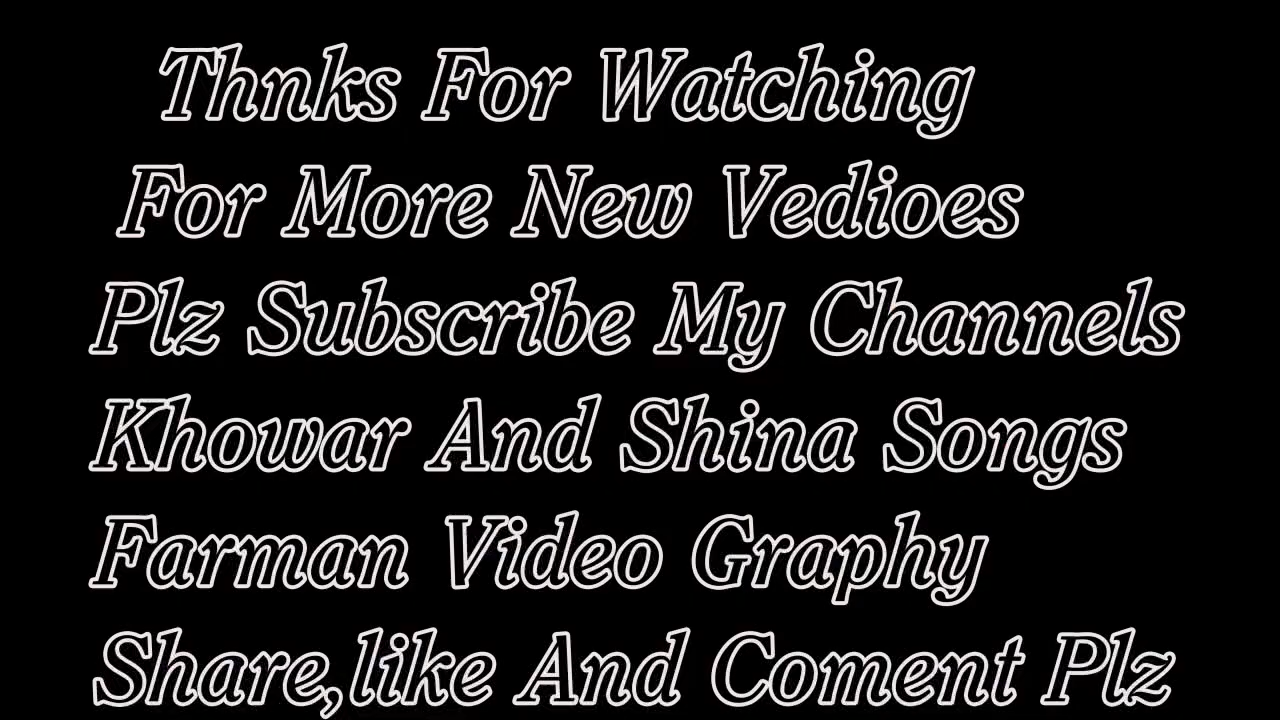 Thnks For Watching
For More New Vedioes
Plz Subscribe My Channels
Khowar And Shina Songs
Farman Video Graphy
Share,like And Coment Plz